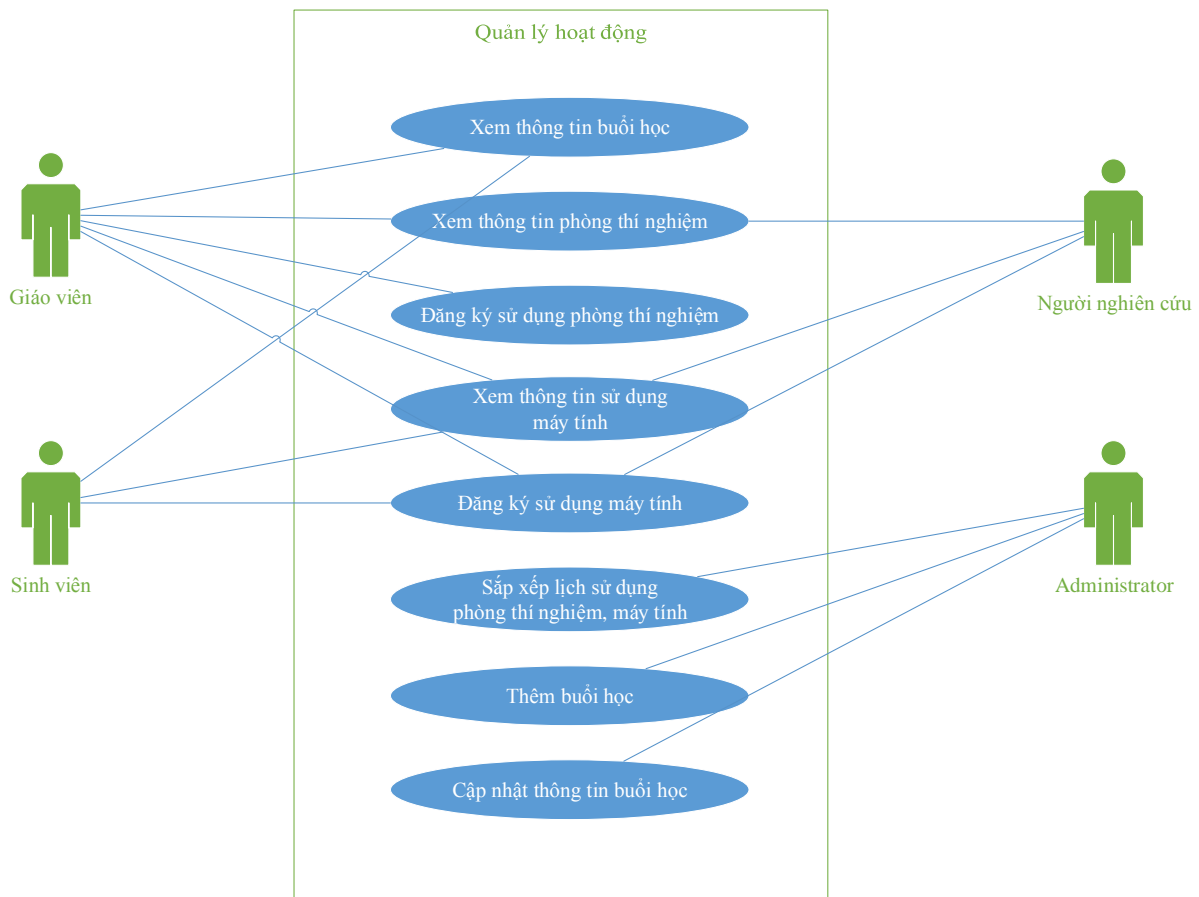 Quản lý hoạt động
Xem thông tin buổi học
Xem thông tin phòng thí nghiệm
Giáo viên
Người nghiên cứu
Đăng ký sử dụng phòng thí nghiệm
Xem thông tin sử dụng
máy tính
Đăng ký sử dụng máy tính
Sinh viên
Administrator
Sắp xếp lịch sử dụng
phòng thí nghiệm, máy tính
Thêm buổi học
Cập nhật thông tin buổi học